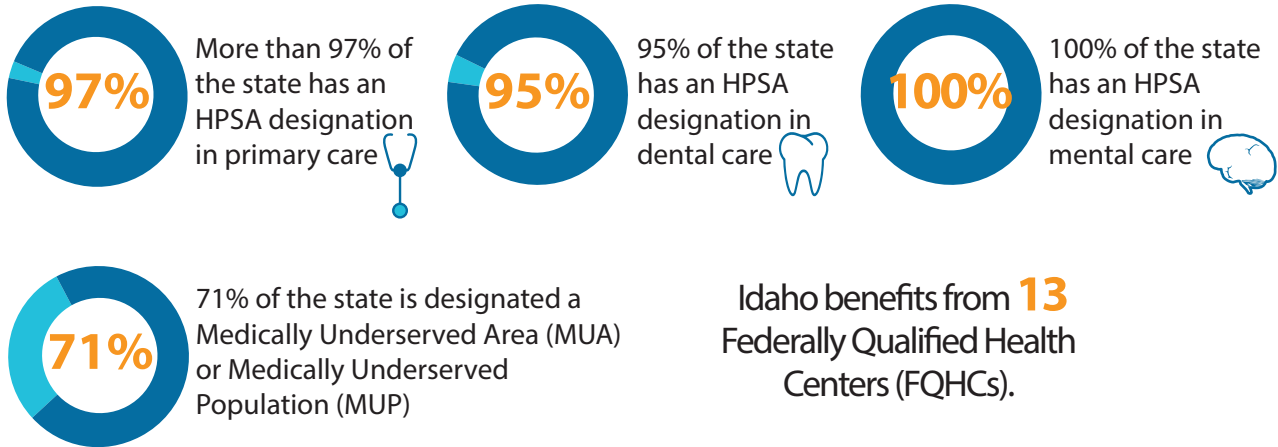 97%
More than 97% of
the state has an
HPSA designation
in primary care
95%
95% of the state
has an HPSA
designation in
dental care
100%
100% of the state
has an HPSA
designation in
mental care
71%
71% of the state is designated a
Medically Underserved Area (MUA)
or Medically Underserved
Population (MUP)
Idaho benefits from 13
Federally Qualified Health
Centers (FQHCs).